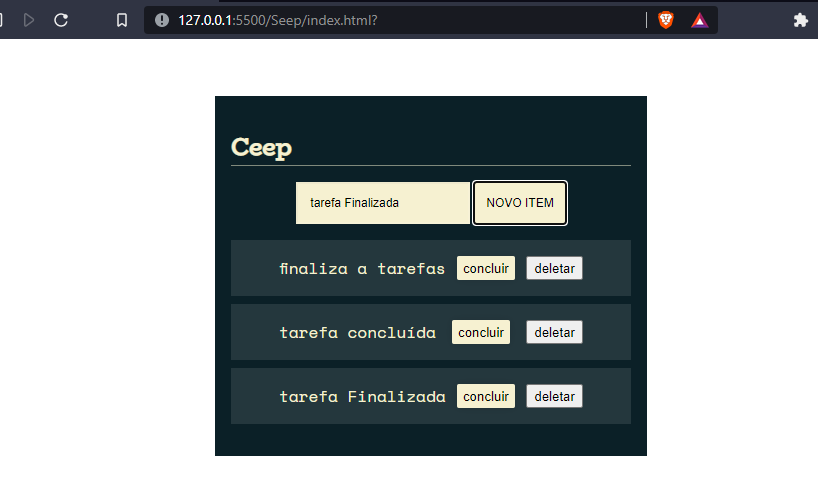 127.0.0.1:5500/Seep/index.html?
Ceep
tarefa Finalizada NOVO ITEM
finaliza a tarefas concluir deletar
tarefa concluída concluir deletar
tarefa Finalizada concluir deletar